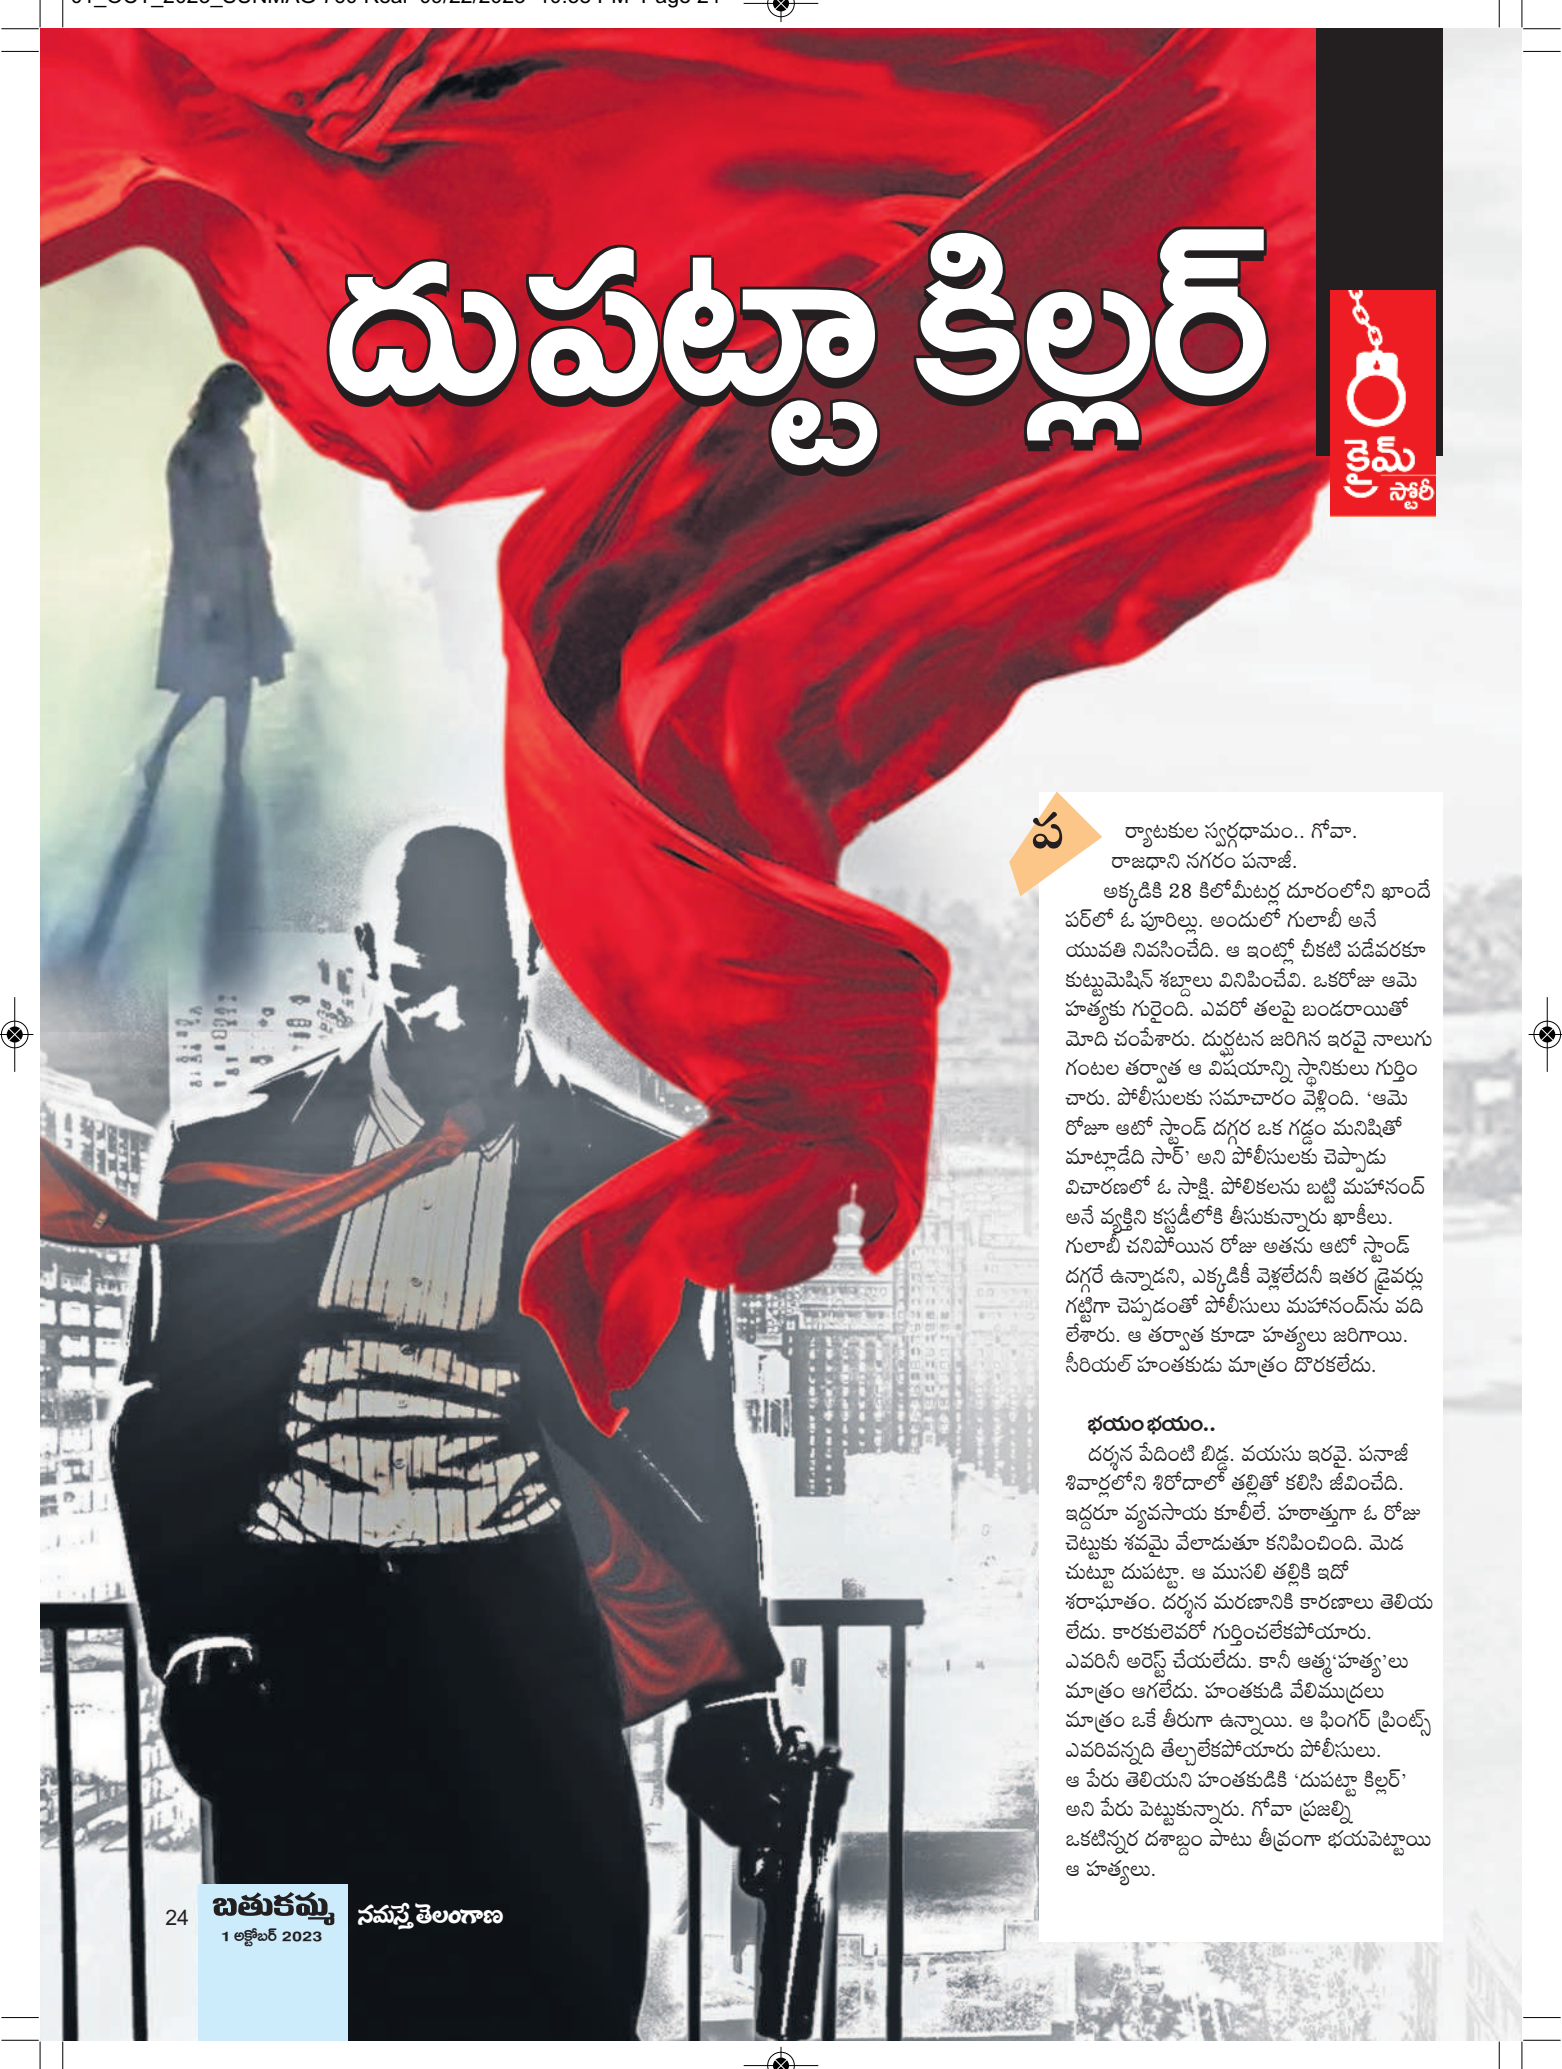 దుపట్టా కిల్లర్
క్రైమ్
స్టోరీ
పర్యాటకుల స్వర్గధామం.. గోవా.
రాజధాని నగరం పనాజీ.
అక్కడికి 28 కిలోమీటర్ల దూరంలోని ఖాందే
పర్‌లో ఓ పూరిల్లు. అందులో గులాబీ అనే
యువతి నివసించేది. ఆ ఇంట్లో చీకటి పడేవరకూ
కుట్టుమెషిన్ శబ్దాలు వినిపించేవి. ఒకరోజు ఆమె
హత్యకు గురైంది. ఎవరో తలపై బండరాయితో
మోది చంపేశారు. దుర్ఘటన జరిగిన ఇరవై నాలుగు
గంటల తర్వాత ఆ విషయాన్ని స్థానికులు గుర్తిం
చారు. పోలీసులకు సమాచారం వెళ్లింది. ‘ఆమె
రోజూ ఆటో స్టాండ్ దగ్గర ఒక గడ్డం మనిషితో
మాట్లాడేది సార్’ అని పోలీసులకు చెప్పాడు
విచారణలో ఓ సాక్షి. పోలికలను బట్టి మహానంద్
అనే వ్యక్తిని కస్టడీలోకి తీసుకున్నారు ఖాకీలు.
గులాబీ చనిపోయిన రోజు అతను ఆటో స్టాండ్
దగ్గరే ఉన్నాడని, ఎక్కడికీ వెళ్లలేదనీ ఇతర డ్రైవర్లు
గట్టిగా చెప్పడంతో పోలీసులు మహానంద్‌ను వది
లేశారు. ఆ తర్వాత కూడా హత్యలు జరిగాయి.
సీరియల్ హంతకుడు మాత్రం దొరకలేదు.
భయం భయం..
దర్శన పేదింటి బిడ్డ. వయసు ఇరవై. పనాజీ
శివార్లలోని శిరోదాలో తల్లితో కలిసి జీవించేది.
ఇద్దరూ వ్యవసాయ కూలీలే. హఠాత్తుగా ఓ రోజు
చెట్టుకు శవమై వేలాడుతూ కనిపించింది. మెడ
చుట్టూ దుపట్టా. ఆ ముసలి తల్లికి ఇదో
శరాఘాతం. దర్శన మరణానికి కారణాలు తెలియ
లేదు. కారకులెవరో గుర్తించలేకపోయారు.
ఎవరినీ అరెస్ట్ చేయలేదు. కానీ ఆత్మ‘హత్య’లు
మాత్రం ఆగలేదు. హంతకుడి వేలిముద్రలు
మాత్రం ఒకే తీరుగా ఉన్నాయి. ఆ ఫింగర్ ప్రింట్స్
ఎవరివన్నది తేల్చలేకపోయారు పోలీసులు.
ఆ పేరు తెలియని హంతకుడికి ‘దుపట్టా కిల్లర్’
అని పేరు పెట్టుకున్నారు. గోవా ప్రజల్ని
ఒకటిన్నర దశాబ్దం పాటు తీవ్రంగా భయపెట్టాయి
ఆ హత్యలు.
24
బతుకమ్మ
1 అక్టోబర్ 2023
నమస్తే తెలంగాణ